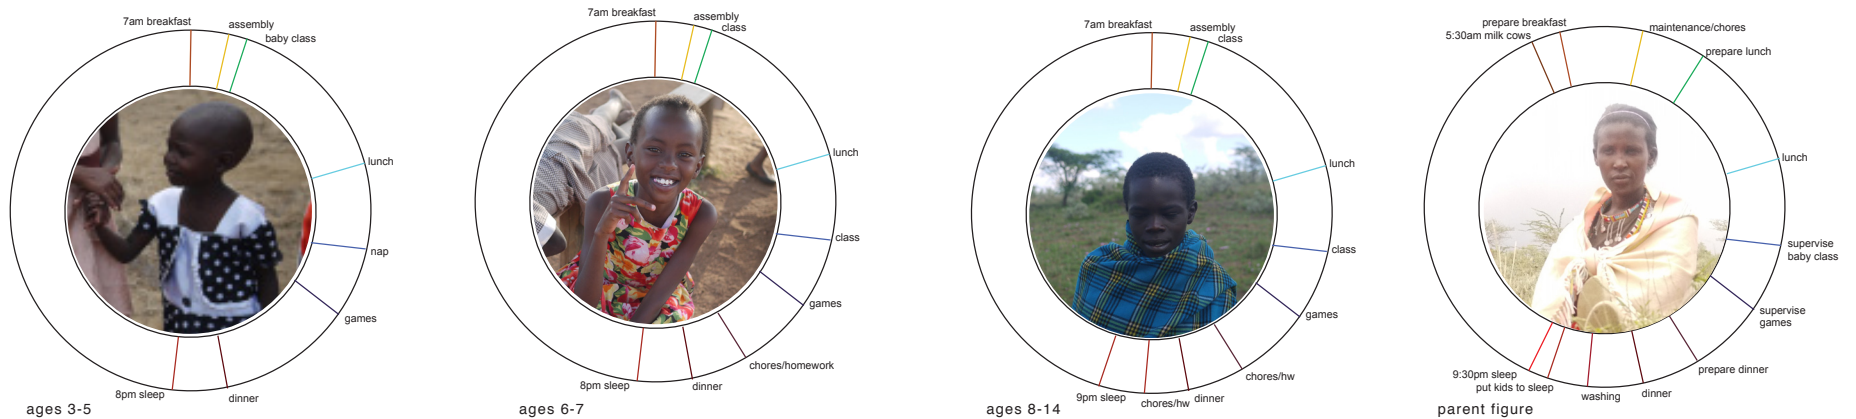 7am breakfast
assembly
baby class
lunch
nap
games
dinner
8pm sleep
ages 3-5
7am breakfast
assembly
class
lunch
class
games
chores/homework
dinner
8pm sleep
ages 6-7
7am breakfast
assembly
class
lunch
class
games
chores/hw
dinner
chores/hw
9pm sleep
ages 8-14
prepare breakfast
5:30am milk cows
maintenance/chores
prepare lunch
lunch
supervise
baby class
supervise
games
prepare dinner
dinner
washing
put kids to sleep
9:30pm sleep
parent figure